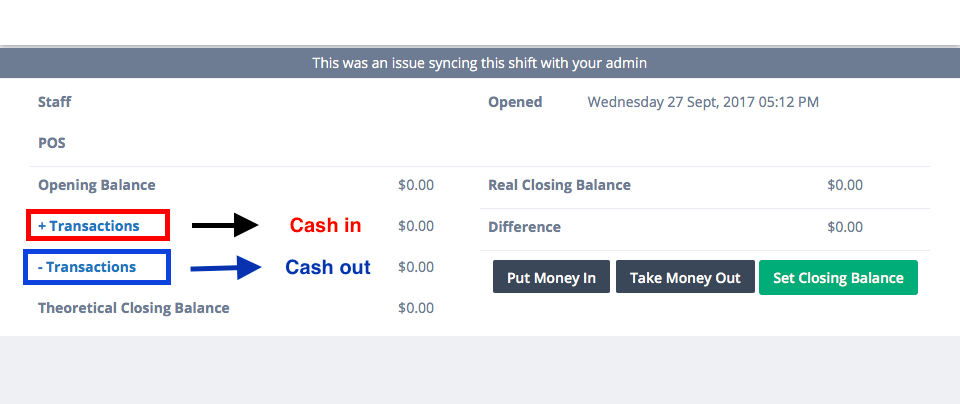 This was an issue syncing this shift with your admin
Staff
Opened Wednesday 27 Sept, 2017 05:12 PM
POS
Opening Balance $0.00
Real Closing Balance $0.00
+ Transactions Cash in $0.00
Difference $0.00
- Transactions Cash out $0.00
Put Money In Take Money Out Set Closing Balance
Theoretical Closing Balance $0.00